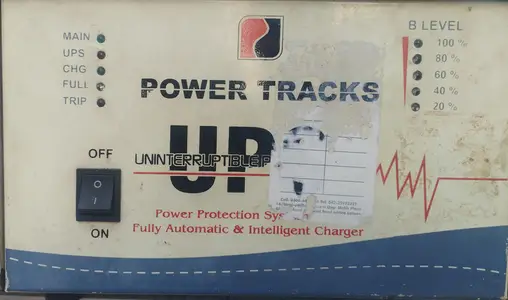 MAIN
UPS
CHG
FULL
TRIP
B LEVEL
100 %
80 %
60 %
40 %
20 %
POWER TRACKS
UP
UNINTERRUPTIBLE P
OFF
O
I
ON
Power Protection Sys
Fully Automatic & Intelligent Charger